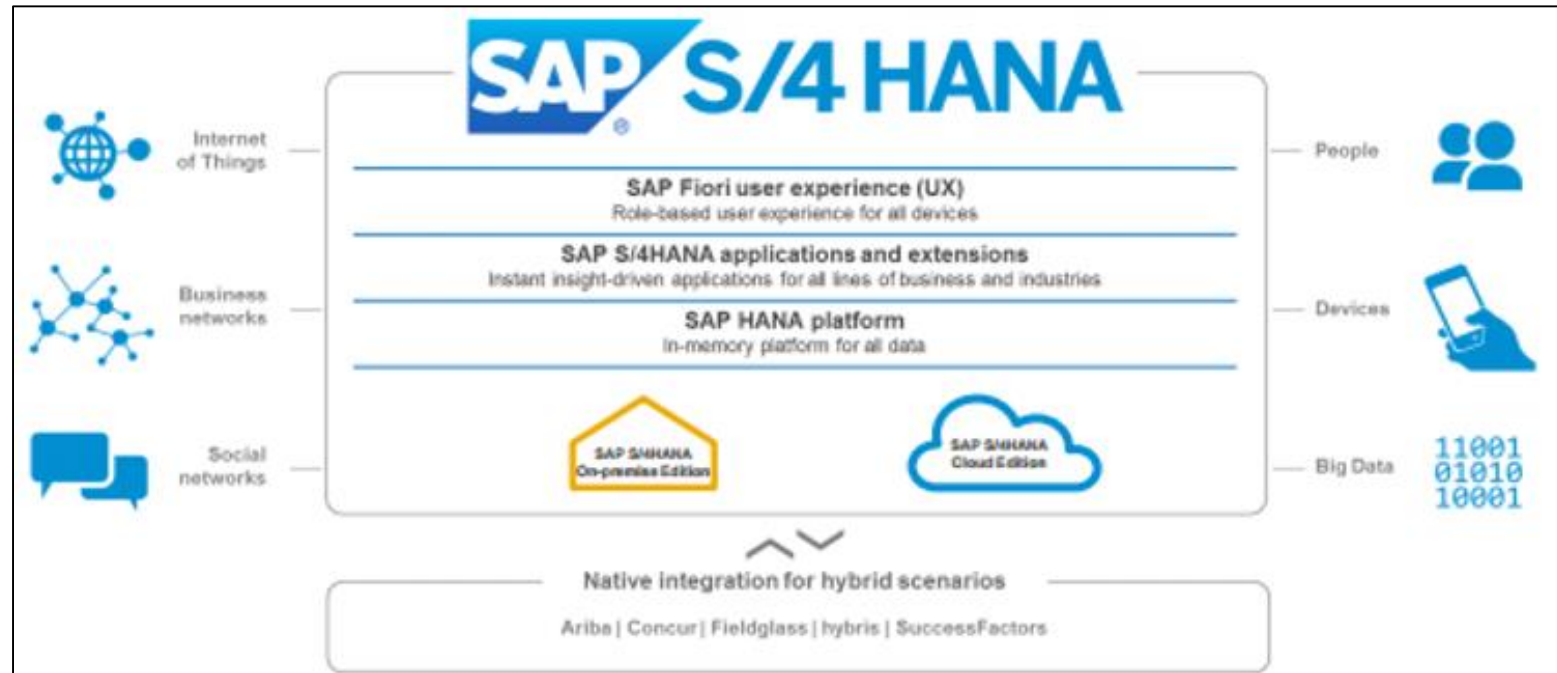 SAP S/4 HANA
®
Internet
of Things
Business
networks
Social
networks
SAP Fiori user experience (UX)
Role-based user experience for all devices
SAP S/4HANA applications and extensions
Instant insight-driven applications for all lines of business and industries
SAP HANA platform
In-memory platform for all data
SAP S/4HANA
On-premise Edition
SAP S/4HANA
Cloud Edition
People
Devices
Big Data
11001
01010
10001
Native integration for hybrid scenarios
Ariba | Concur | Fieldglass | hybris | SuccessFactors